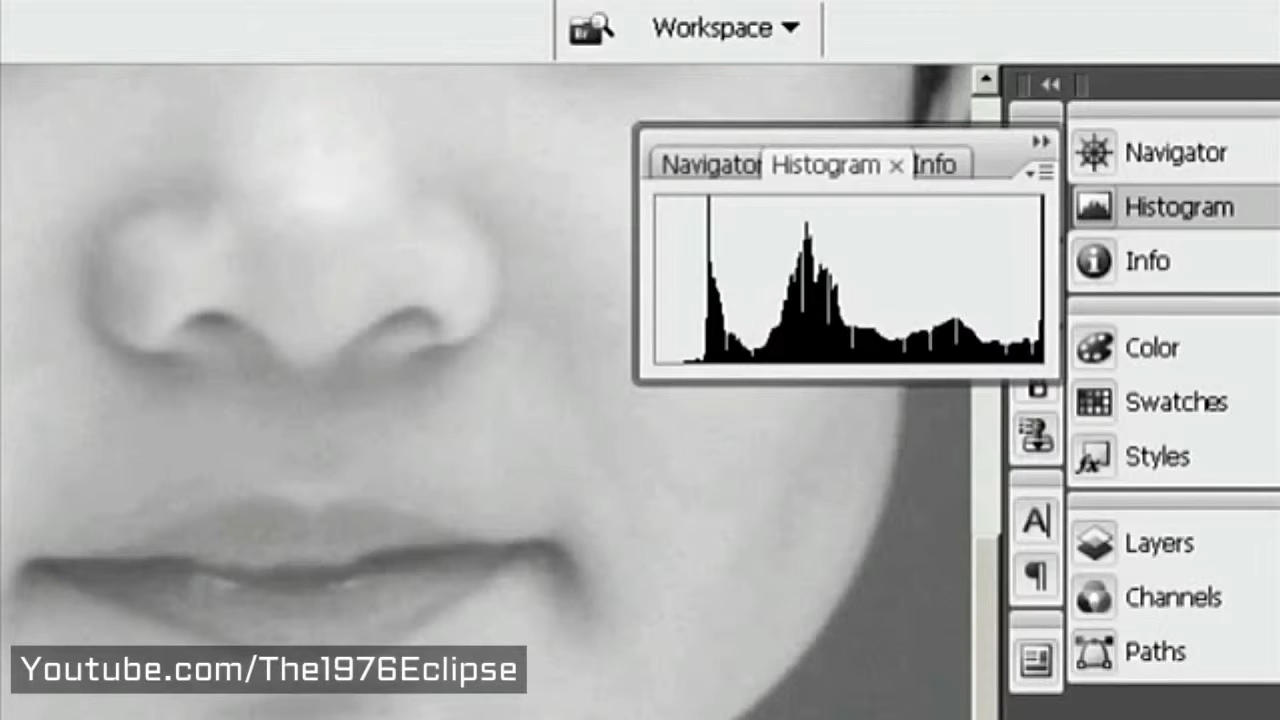 Workspace
Navigator Histogram × Info
Navigator
Histogram
Info
Color
Swatches
Styles
Layers
Channels
Paths
Youtube.com/The1976Eclipse